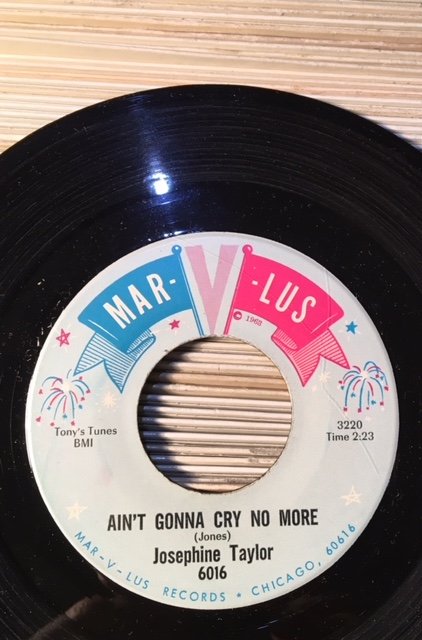 MAR-V-LUS
℗ 1968
Tony's Tunes
BMI
3220
Time 2:23
AIN'T GONNA CRY NO MORE
(Jones)
Josephine Taylor
6016
MAR-V-LUS RECORDS * CHICAGO, 60616